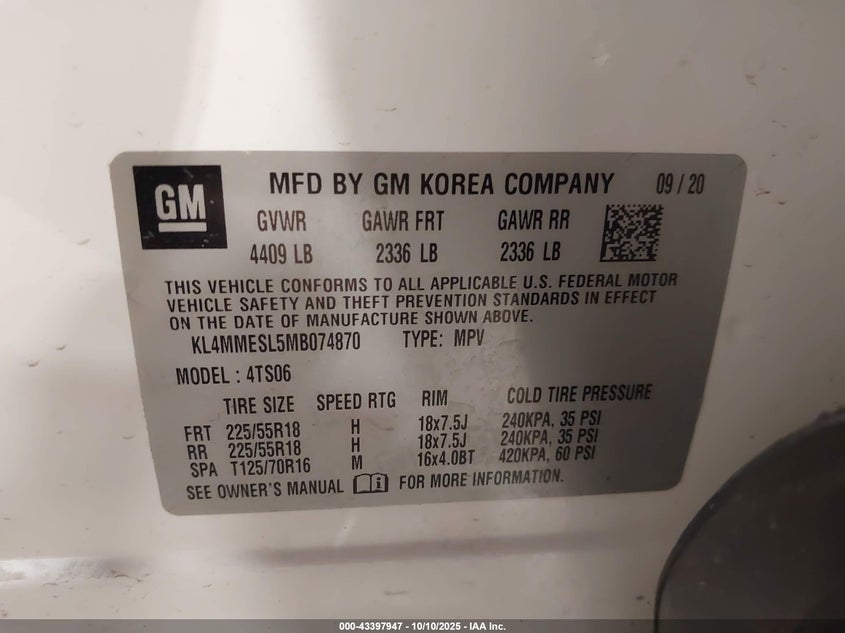 GM MFD BY GM KOREA COMPANY 09 / 20
GVWR GAWR FRT GAWR RR
4409 LB 2336 LB 2336 LB
THIS VEHICLE CONFORMS TO ALL APPLICABLE U.S. FEDERAL MOTOR
VEHICLE SAFETY AND THEFT PREVENTION STANDARDS IN EFFECT
ON THE DATE OF MANUFACTURE SHOWN ABOVE.
KL4MMESL5MB074870 TYPE: MPV
MODEL : 4TS06
TIRE SIZE SPEED RTG RIM COLD TIRE PRESSURE
FRT 225/55R18 H 18x7.5J 240KPA, 35 PSI
RR 225/55R18 H 18x7.5J 240KPA, 35 PSI
SPA T125/70R16 M 16x4.0BT 420KPA, 60 PSI
SEE OWNER'S MANUAL FOR MORE INFORMATION.
000-43397947 - 10/10/2025 - IAA Inc.